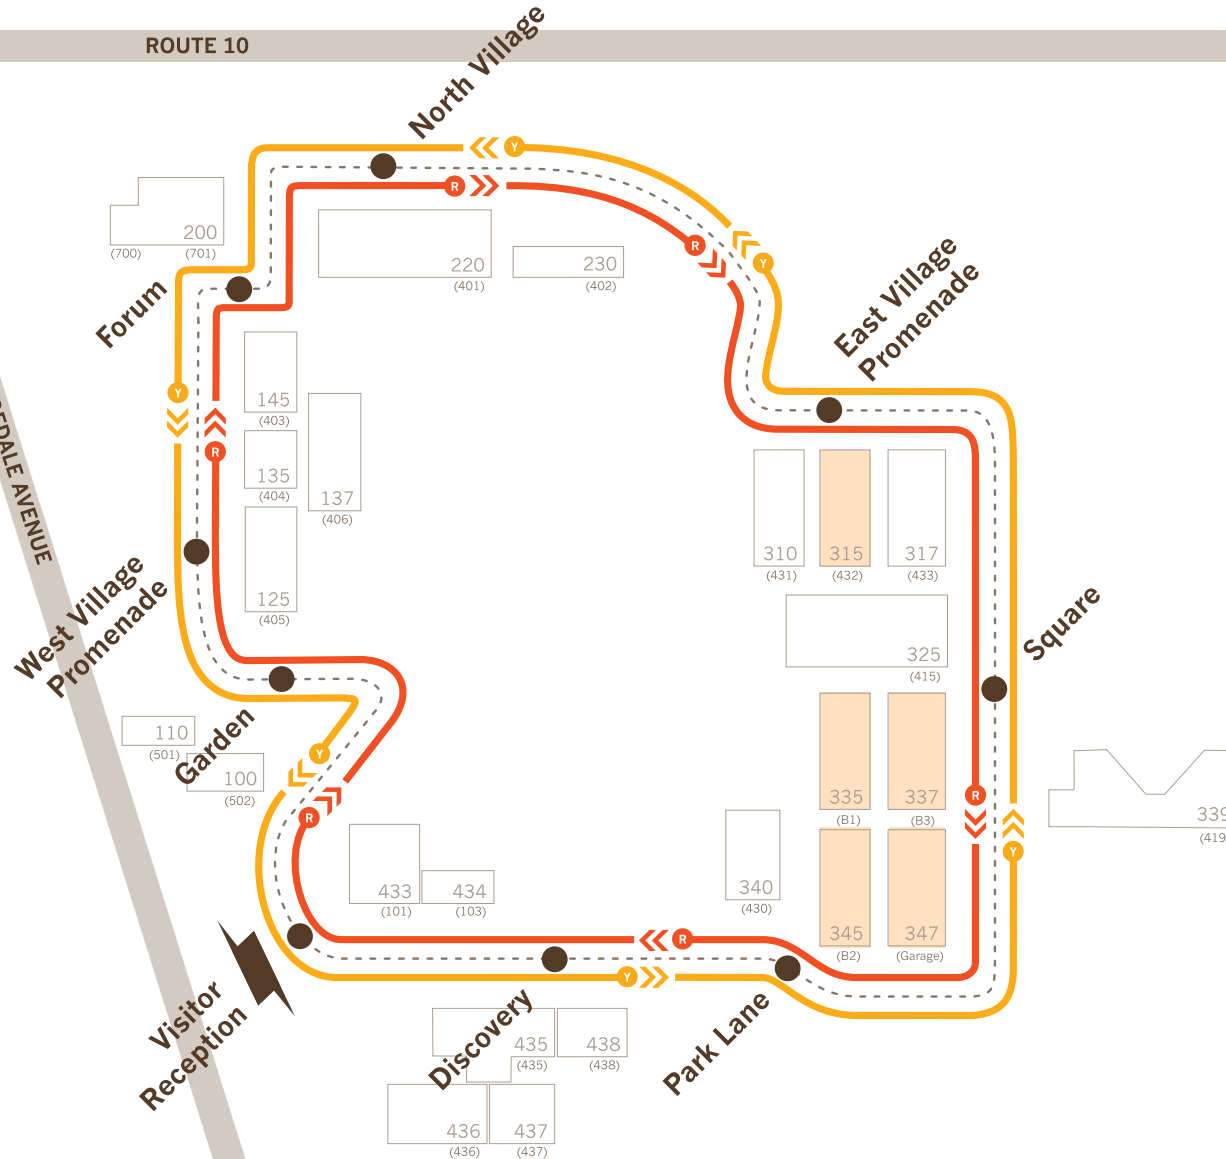 ROUTE 10
North Village
Y
R
200
(700)
(701)
220
(401)
230
(402)
R
Y
East Village
Promenade
Forum
145
(403)
Y
R
135
(404)
137
(406)
125
(405)
AVENUE
West Village
Promenade
310
(431)
315
(432)
317
(433)
Square
325
(415)
110
(501)
Garden
100
(502)
Y
R
335
(B1)
337
(B3)
R
Y
339
(419
433
(101)
434
(103)
340
(430)
345
(B2)
347
(Garage)
R
Y
Visitor
Reception
Discovery
Park Lane
435
(435)
438
(438)
436
(436)
437
(437)